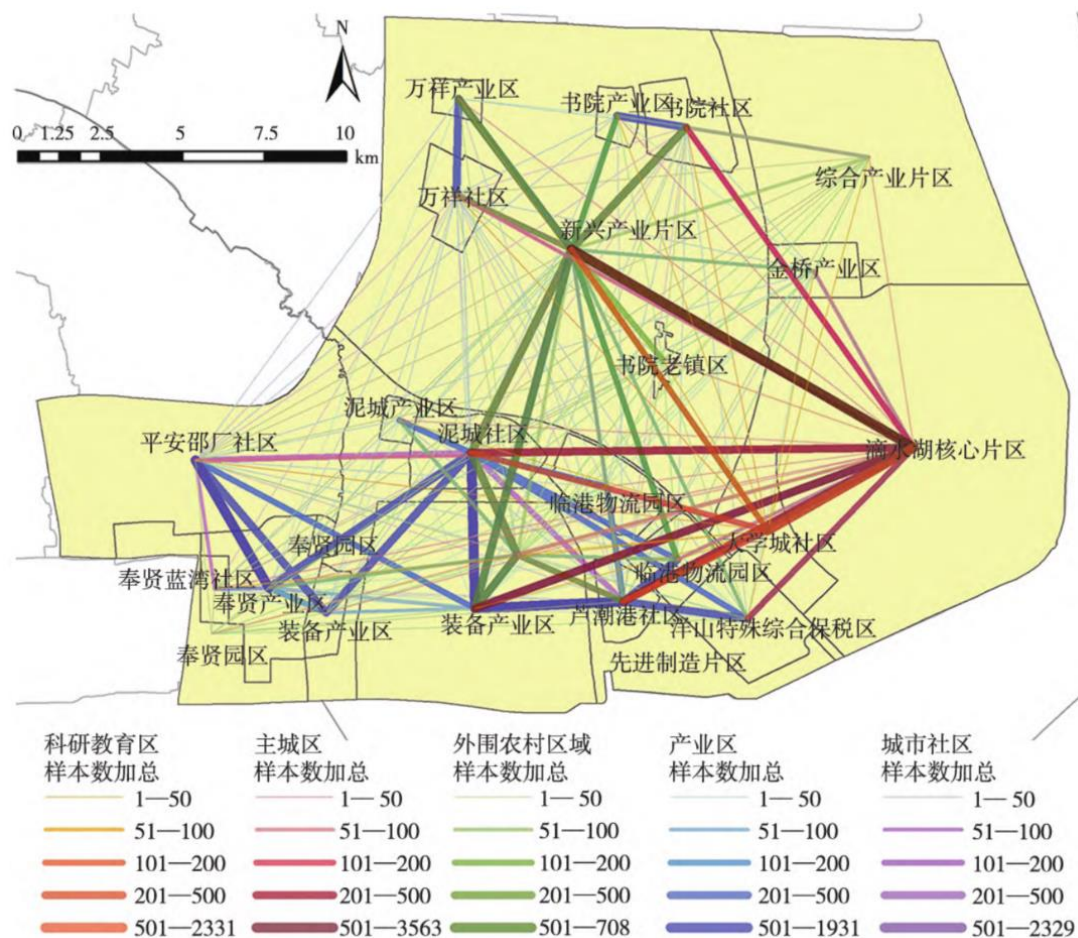 N
万祥产业区
书院产业区
书院社区
0 1.25 2.5 5 7.5 10
km
综合产业片区
万祥社区
新兴产业片区
金桥产业区
书院老镇区
泥城产业区
泥城社区
平安邵厂社区
滴水湖核心片区
临港物流园区
奉贤园区
大学城社区
奉贤蓝湾社区
临港物流园区
奉贤产业区
装备产业区
装备产业区
芦潮港社区
洋山特殊综合保税区
奉贤园区
先进制造片区
科研教育区 主城区 外围农村区域 产业区 城市社区
样本数加总 样本数加总 样本数加总 样本数加总 样本数加总
1—50 1—50 1—50 1—50 1—50
51—100 51—100 51—100 51—100 51—100
101—200 101—200 101—200 101—200 101—200
201—500 201—500 201—500 201—500 201—500
501—2331 501—3563 501—708 501—1931 501—2329